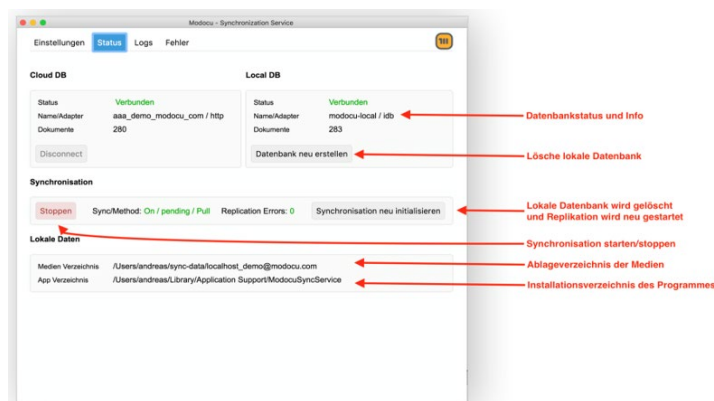 Modocu - Synchronization Service
Einstellungen Status Logs Fehler
Cloud DB
Status Verbunden
Name/Adapter aaa_demo_modocu_com / http
Dokumente 280
Disconnect
Local DB
Status Verbunden
Name/Adapter modocu-local / idb
Dokumente 283
Datenbank neu erstellen
Datenbankstatus und Info
Lösche lokale Datenbank
Synchronisation
Stoppen Sync/Method: On / pending / Pull Replication Errors: 0 Synchronisation neu initialisieren
Lokale Datenbank wird gelöscht
und Replikation wird neu gestartet
Synchronisation starten/stoppen
Lokale Daten
Medien Verzeichnis /Users/andreas/sync-data/localhost_demo@modocu.com
App Verzeichnis /Users/andreas/Library/Application Support/ModocuSyncService
Ablageverzeichnis der Medien
Installationsverzeichnis des Programmes